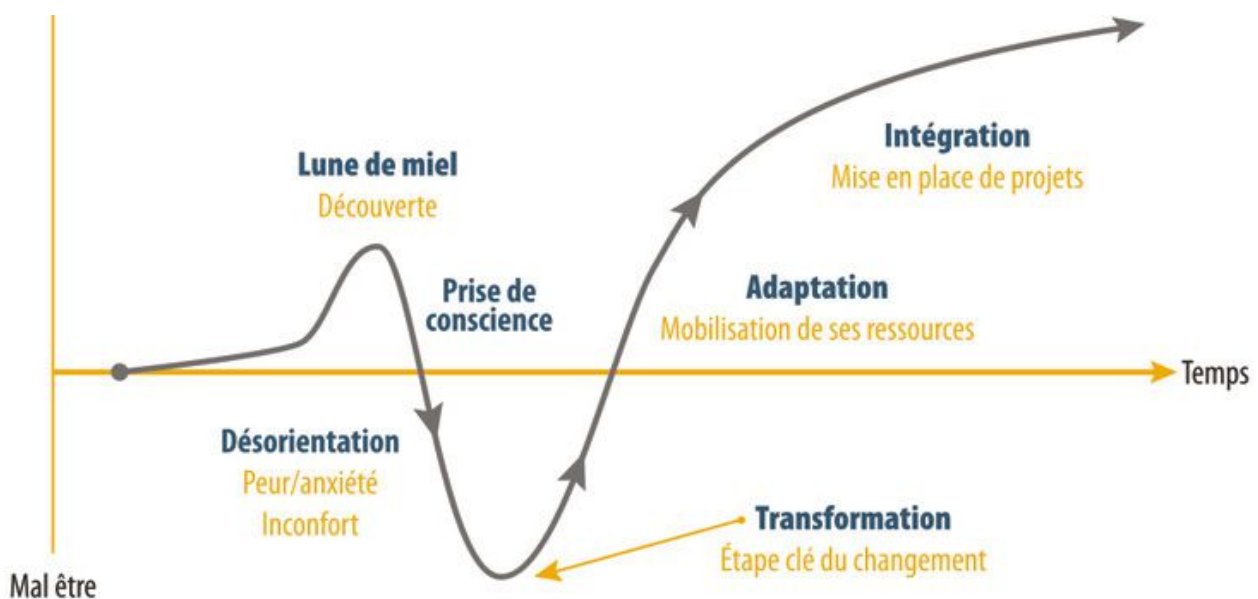 Lune de miel
Découverte
Prise de
conscience
Intégration
Mise en place de projets
Adaptation
Mobilisation de ses ressources
Temps
Désorientation
Peur/anxiété
Inconfort
Transformation
Étape clé du changement
Mal être